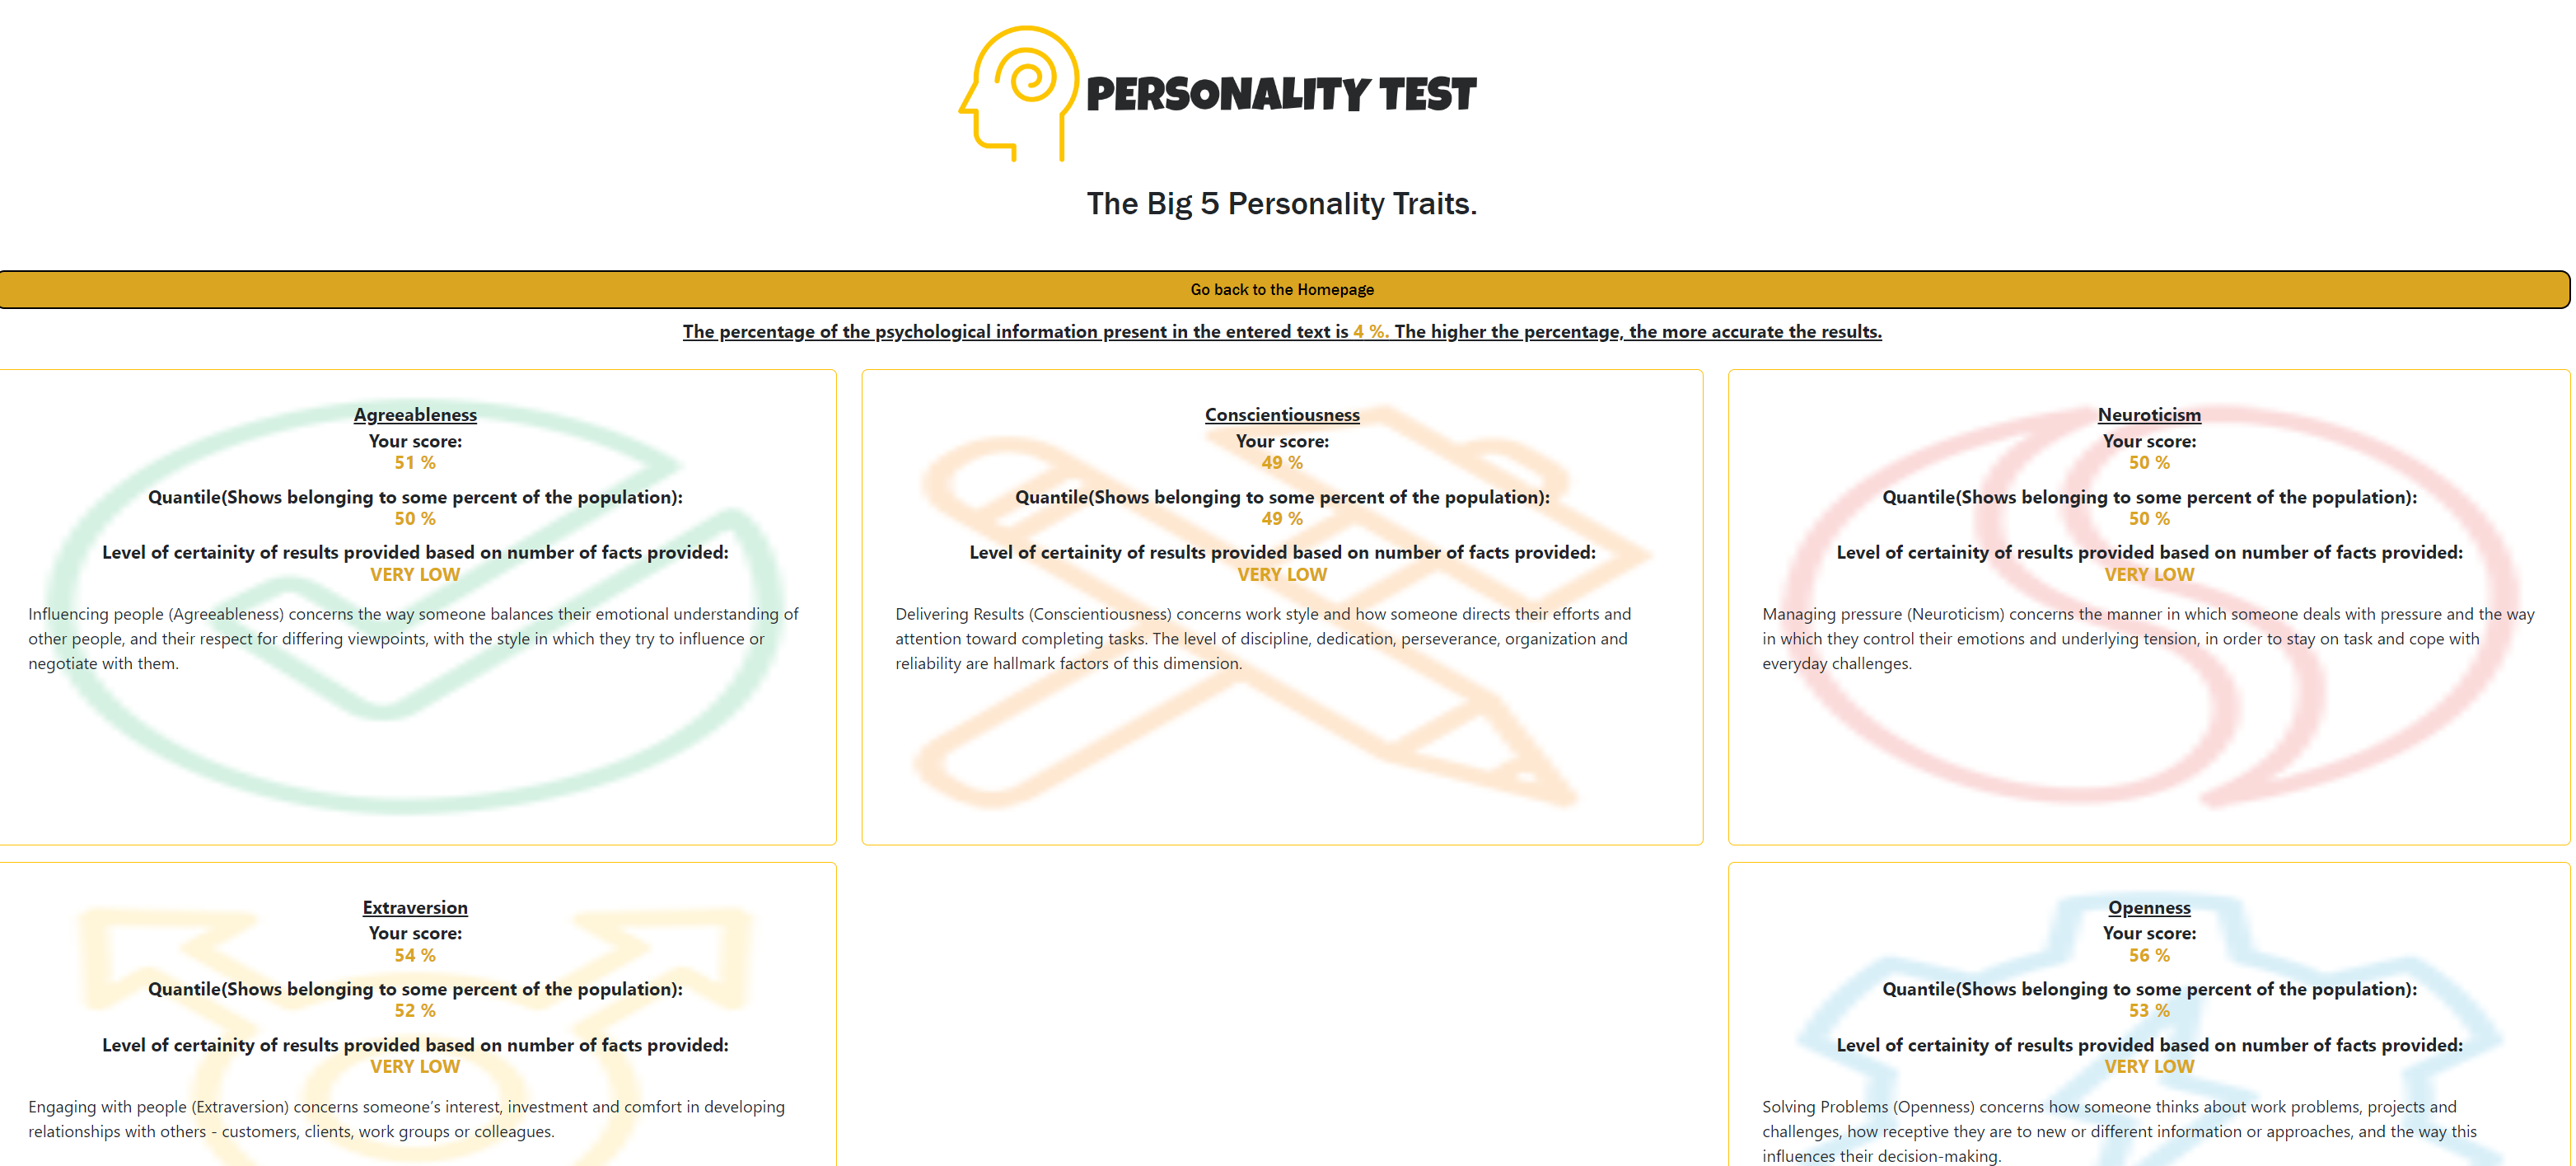 PERSONALITY TEST
The Big 5 Personality Traits.
Go back to the Homepage
The percentage of the psychological information present in the entered text is 4 %. The higher the percentage, the more accurate the results.
Agreeableness
Your score:
51 %
Quantile(Shows belonging to some percent of the population):
50 %
Level of certainity of results provided based on number of facts provided:
VERY LOW
Influencing people (Agreeableness) concerns the way someone balances their emotional understanding of
other people, and their respect for differing viewpoints, with the style in which they try to influence or
negotiate with them.
Conscientiousness
Your score:
49 %
Quantile(Shows belonging to some percent of the population):
49 %
Level of certainity of results provided based on number of facts provided:
VERY LOW
Delivering Results (Conscientiousness) concerns work style and how someone directs their efforts and
attention toward completing tasks. The level of discipline, dedication, perseverance, organization and
reliability are hallmark factors of this dimension.
Neuroticism
Your score:
50 %
Quantile(Shows belonging to some percent of the population):
50 %
Level of certainity of results provided based on number of facts provided:
VERY LOW
Managing pressure (Neuroticism) concerns the manner in which someone deals with pressure and the way
in which they control their emotions and underlying tension, in order to stay on task and cope with
everyday challenges.
Extraversion
Your score:
54 %
Quantile(Shows belonging to some percent of the population):
52 %
Level of certainity of results provided based on number of facts provided:
VERY LOW
Engaging with people (Extraversion) concerns someone’s interest, investment and comfort in developing
relationships with others - customers, clients, work groups or colleagues.
Openness
Your score:
56 %
Quantile(Shows belonging to some percent of the population):
53 %
Level of certainity of results provided based on number of facts provided:
VERY LOW
Solving Problems (Openness) concerns how someone thinks about work problems, projects and
challenges, how receptive they are to new or different information or approaches, and the way this
influences their decision-making.